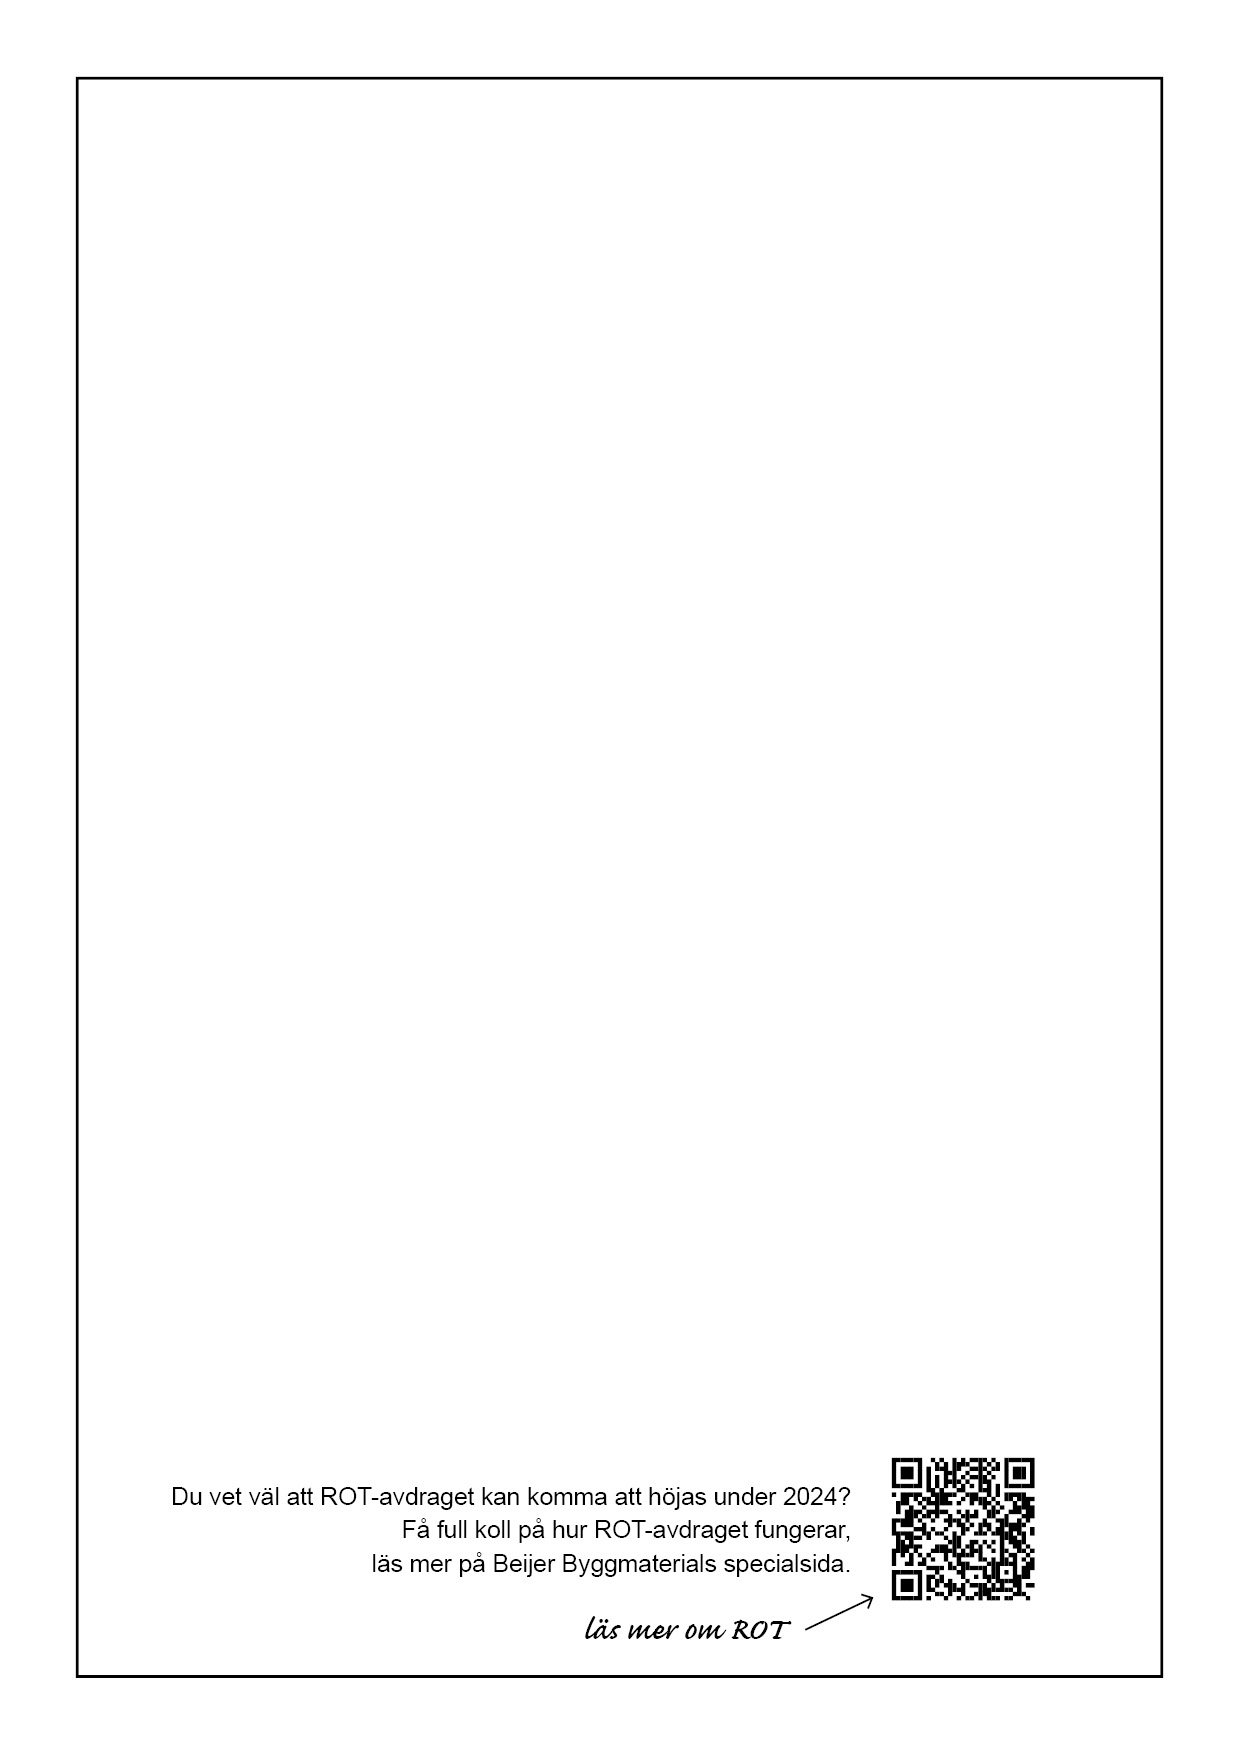 Du vet väl att ROT-avdraget kan komma att höjas under 2024?
Få full koll på hur ROT-avdraget fungerar,
läs mer på Beijer Byggmaterials specialsida.
läs mer om ROT